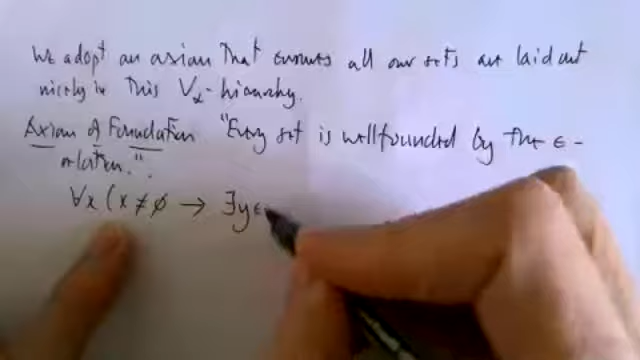 We adopt an axiom that ensures all our sets are laid out
nicely in this Vα-hierarchy.
Axiom of Foundation "Every set is wellfounded by the ∈-
relation.".
∀x (x ≠ ∅ → ∃y ∈